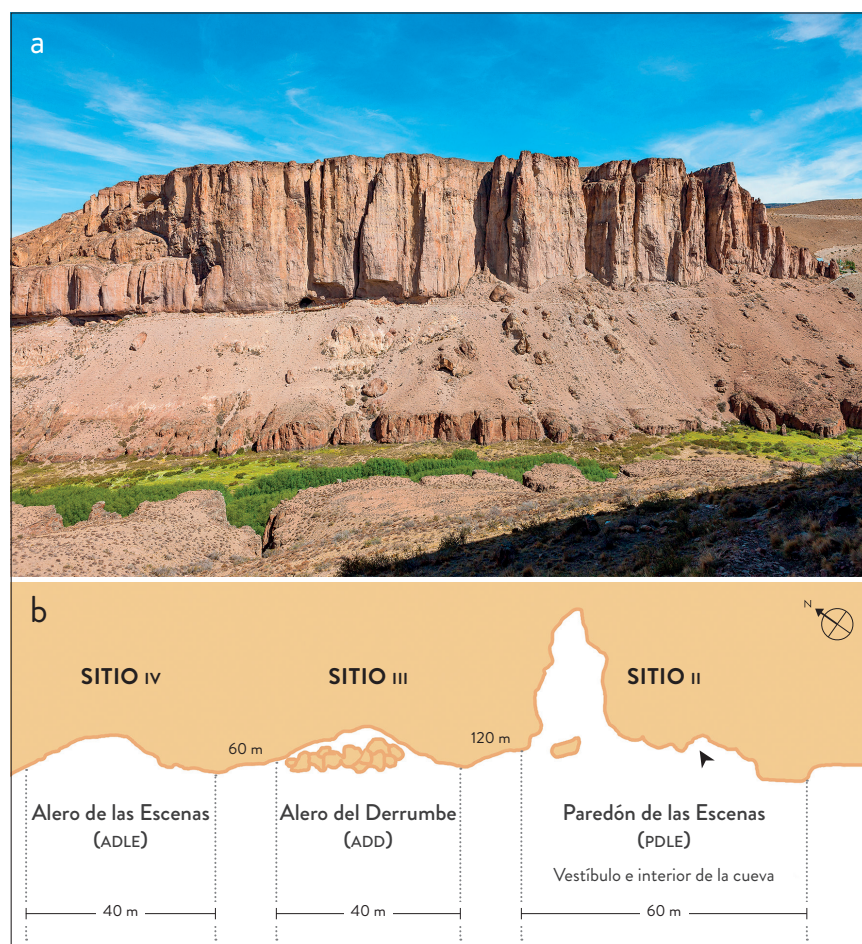 a
b
N
SITIO IV
SITIO III
SITIO II
60 m
120 m
Alero de las Escenas
(ADLE)
Alero del Derrumbe
(ADD)
Paredón de las Escenas
(PDLE)
Vestíbulo e interior de la cueva
40 m
40 m
60 m